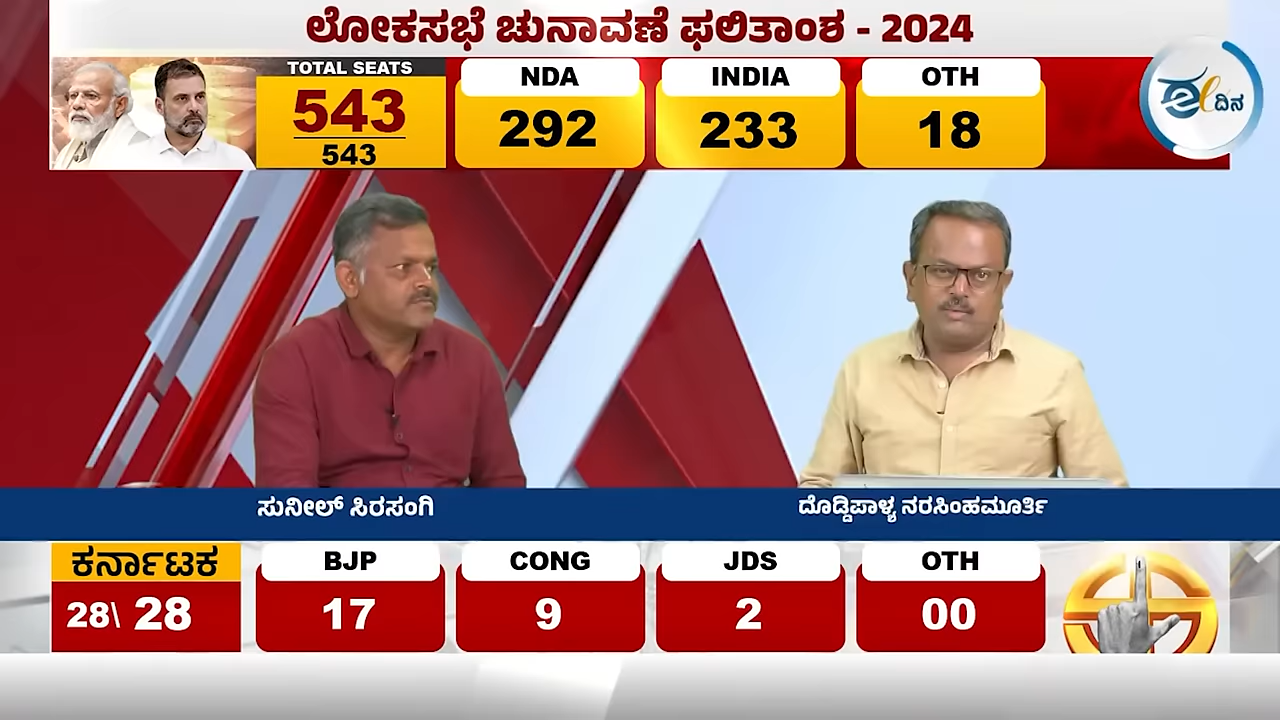 ಲೋಕಸಭೆ ಚುನಾವಣೆ ಫಲಿತಾಂಶ - 2024
TOTAL SEATS
543
543
NDA
292
INDIA
233
OTH
18
ಈ ದಿನ
ಸುನೀಲ್ ಸಿರಸಂಗಿ
ದೊಡ್ಡಿಪಾಳ್ಯ ನರಸಿಂಹಮೂರ್ತಿ
ಕರ್ನಾಟಕ
28\ 28
BJP
17
CONG
9
JDS
2
OTH
00